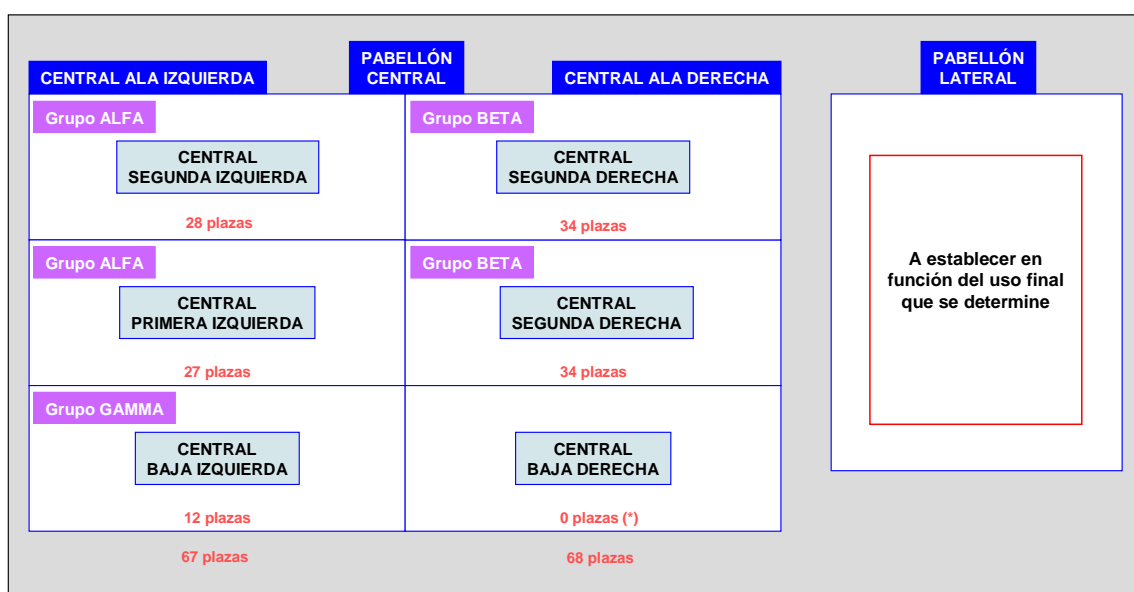 PABELLÓN
CENTRAL
CENTRAL ALA IZQUIERDA
CENTRAL ALA DERECHA
PABELLÓN
LATERAL
Grupo ALFA
CENTRAL
SEGUNDA IZQUIERDA
28 plazas
Grupo BETA
CENTRAL
SEGUNDA DERECHA
34 plazas
Grupo ALFA
CENTRAL
PRIMERA IZQUIERDA
27 plazas
Grupo BETA
CENTRAL
SEGUNDA DERECHA
34 plazas
Grupo GAMMA
CENTRAL
BAJA IZQUIERDA
12 plazas
CENTRAL
BAJA DERECHA
0 plazas (*)
67 plazas
68 plazas
A establecer en
función del uso final
que se determine